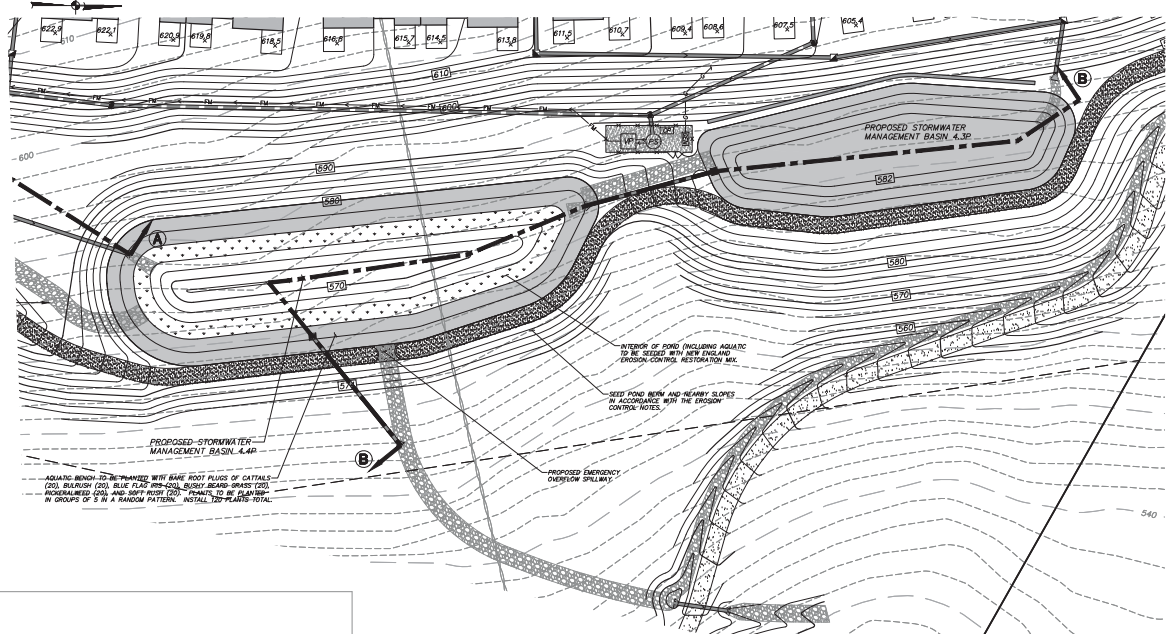 622.9
622.1
620.9
619.8
618.5
616.6
615.7
614.5
613.8
611.5
610.7
609.4
608.6
607.5
605.4
610
610
590
B
FM FM FM FM FM FM FM
600
PROPOSED STORMWATER
MANAGEMENT BASIN 4.3P
VP
PS
FM
600
590
582
580
A
580
570
570
560
INTERIOR OF POND (INCLUDING AQUATIC
TO BE SEEDED WITH NEW ENGLAND
EROSION CONTROL RESTORATION MIX.
SEED POND BERM AND NEARBY SLOPES
IN ACCORDANCE WITH THE EROSION
CONTROL NOTES.
PROPOSED STORMWATER
MANAGEMENT BASIN 4.4P
B
PROPOSED EMERGENCY
OVERFLOW SPILLWAY
AQUATIC BENCH TO BE PLANTED WITH BARE ROOT PLUGS OF CATTAILS
(20), BULRUSH (20), BLUE FLAG IRIS (20), BUSHY BEARD GRASS (20),
PICKERALWEED (20), AND SOFT RUSH (20). PLANTS TO BE PLANTED
IN GROUPS OF 5 IN A RANDOM PATTERN. INSTALL 120 PLANTS TOTAL.
540